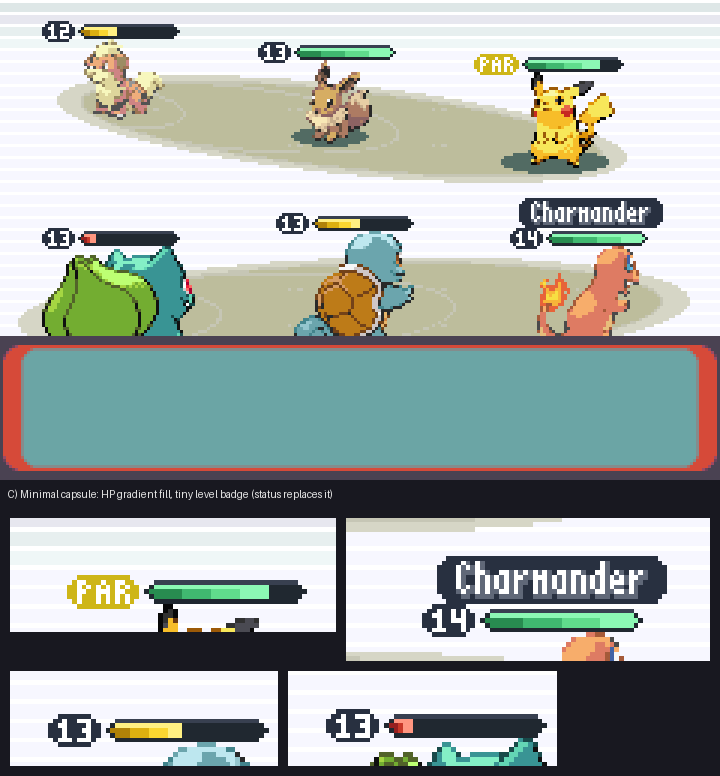 12
13
PAR
13
13
Charmander
14
C) Minimal capsule: HP gradient fill, tiny level badge (status replaces it)
PAR
Charmander
14
13
13